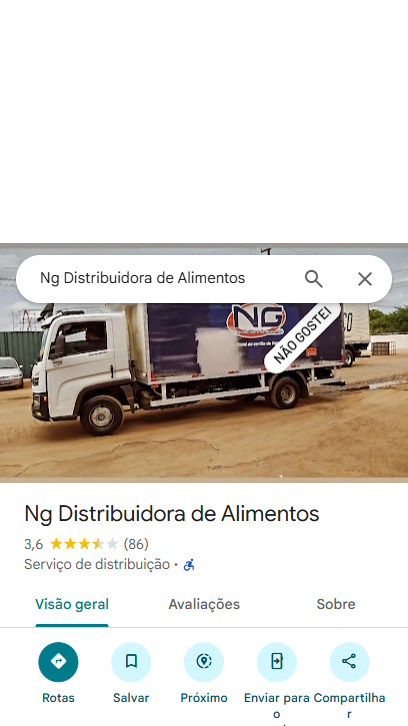 Ng Distribuidora de Alimentos
NG
NÃO GOSTEI
Ng Distribuidora de Alimentos
3,6 (86)
Serviço de distribuição •
Visão geral Avaliações Sobre
Rotas Salvar Próximo Enviar para Compartilha
o r